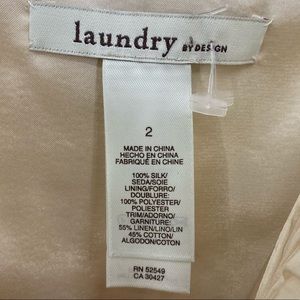 laundry BY DESIGN
2
MADE IN CHINA
HECHO EN CHINA
FABRIQUÉ EN CHINE
100% SILK/
SEDA/SOIE
LINING/FORRO/
DOUBLURE:
100% POLYESTER/
POLIESTER
TRIM/ADORNO/
GARNITURE:
55% LINEN/LINO/LIN
45% COTTON/
ALGODON/COTON
RN 52549
CA 30427